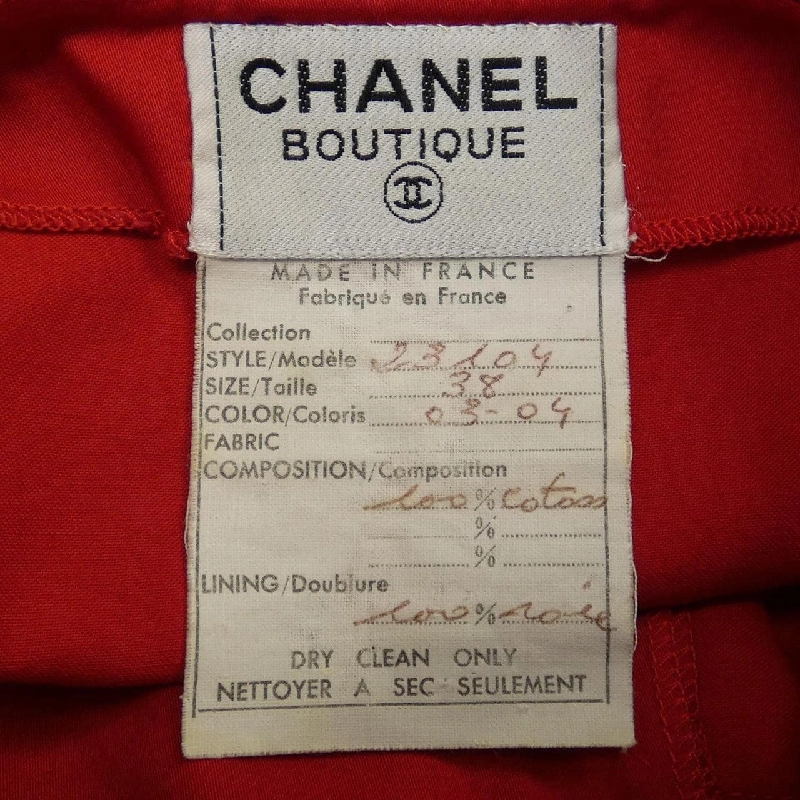 CHANEL
BOUTIQUE
MADE IN FRANCE
Fabriqué en France
Collection
STYLE/Modèle 23104
SIZE/Taille 38
COLOR/Coloris 03-04
FABRIC
COMPOSITION/Composition
100 % Coton
%
%
LINING/Doublure
100 % soie
DRY CLEAN ONLY
NETTOYER A SEC SEULEMENT